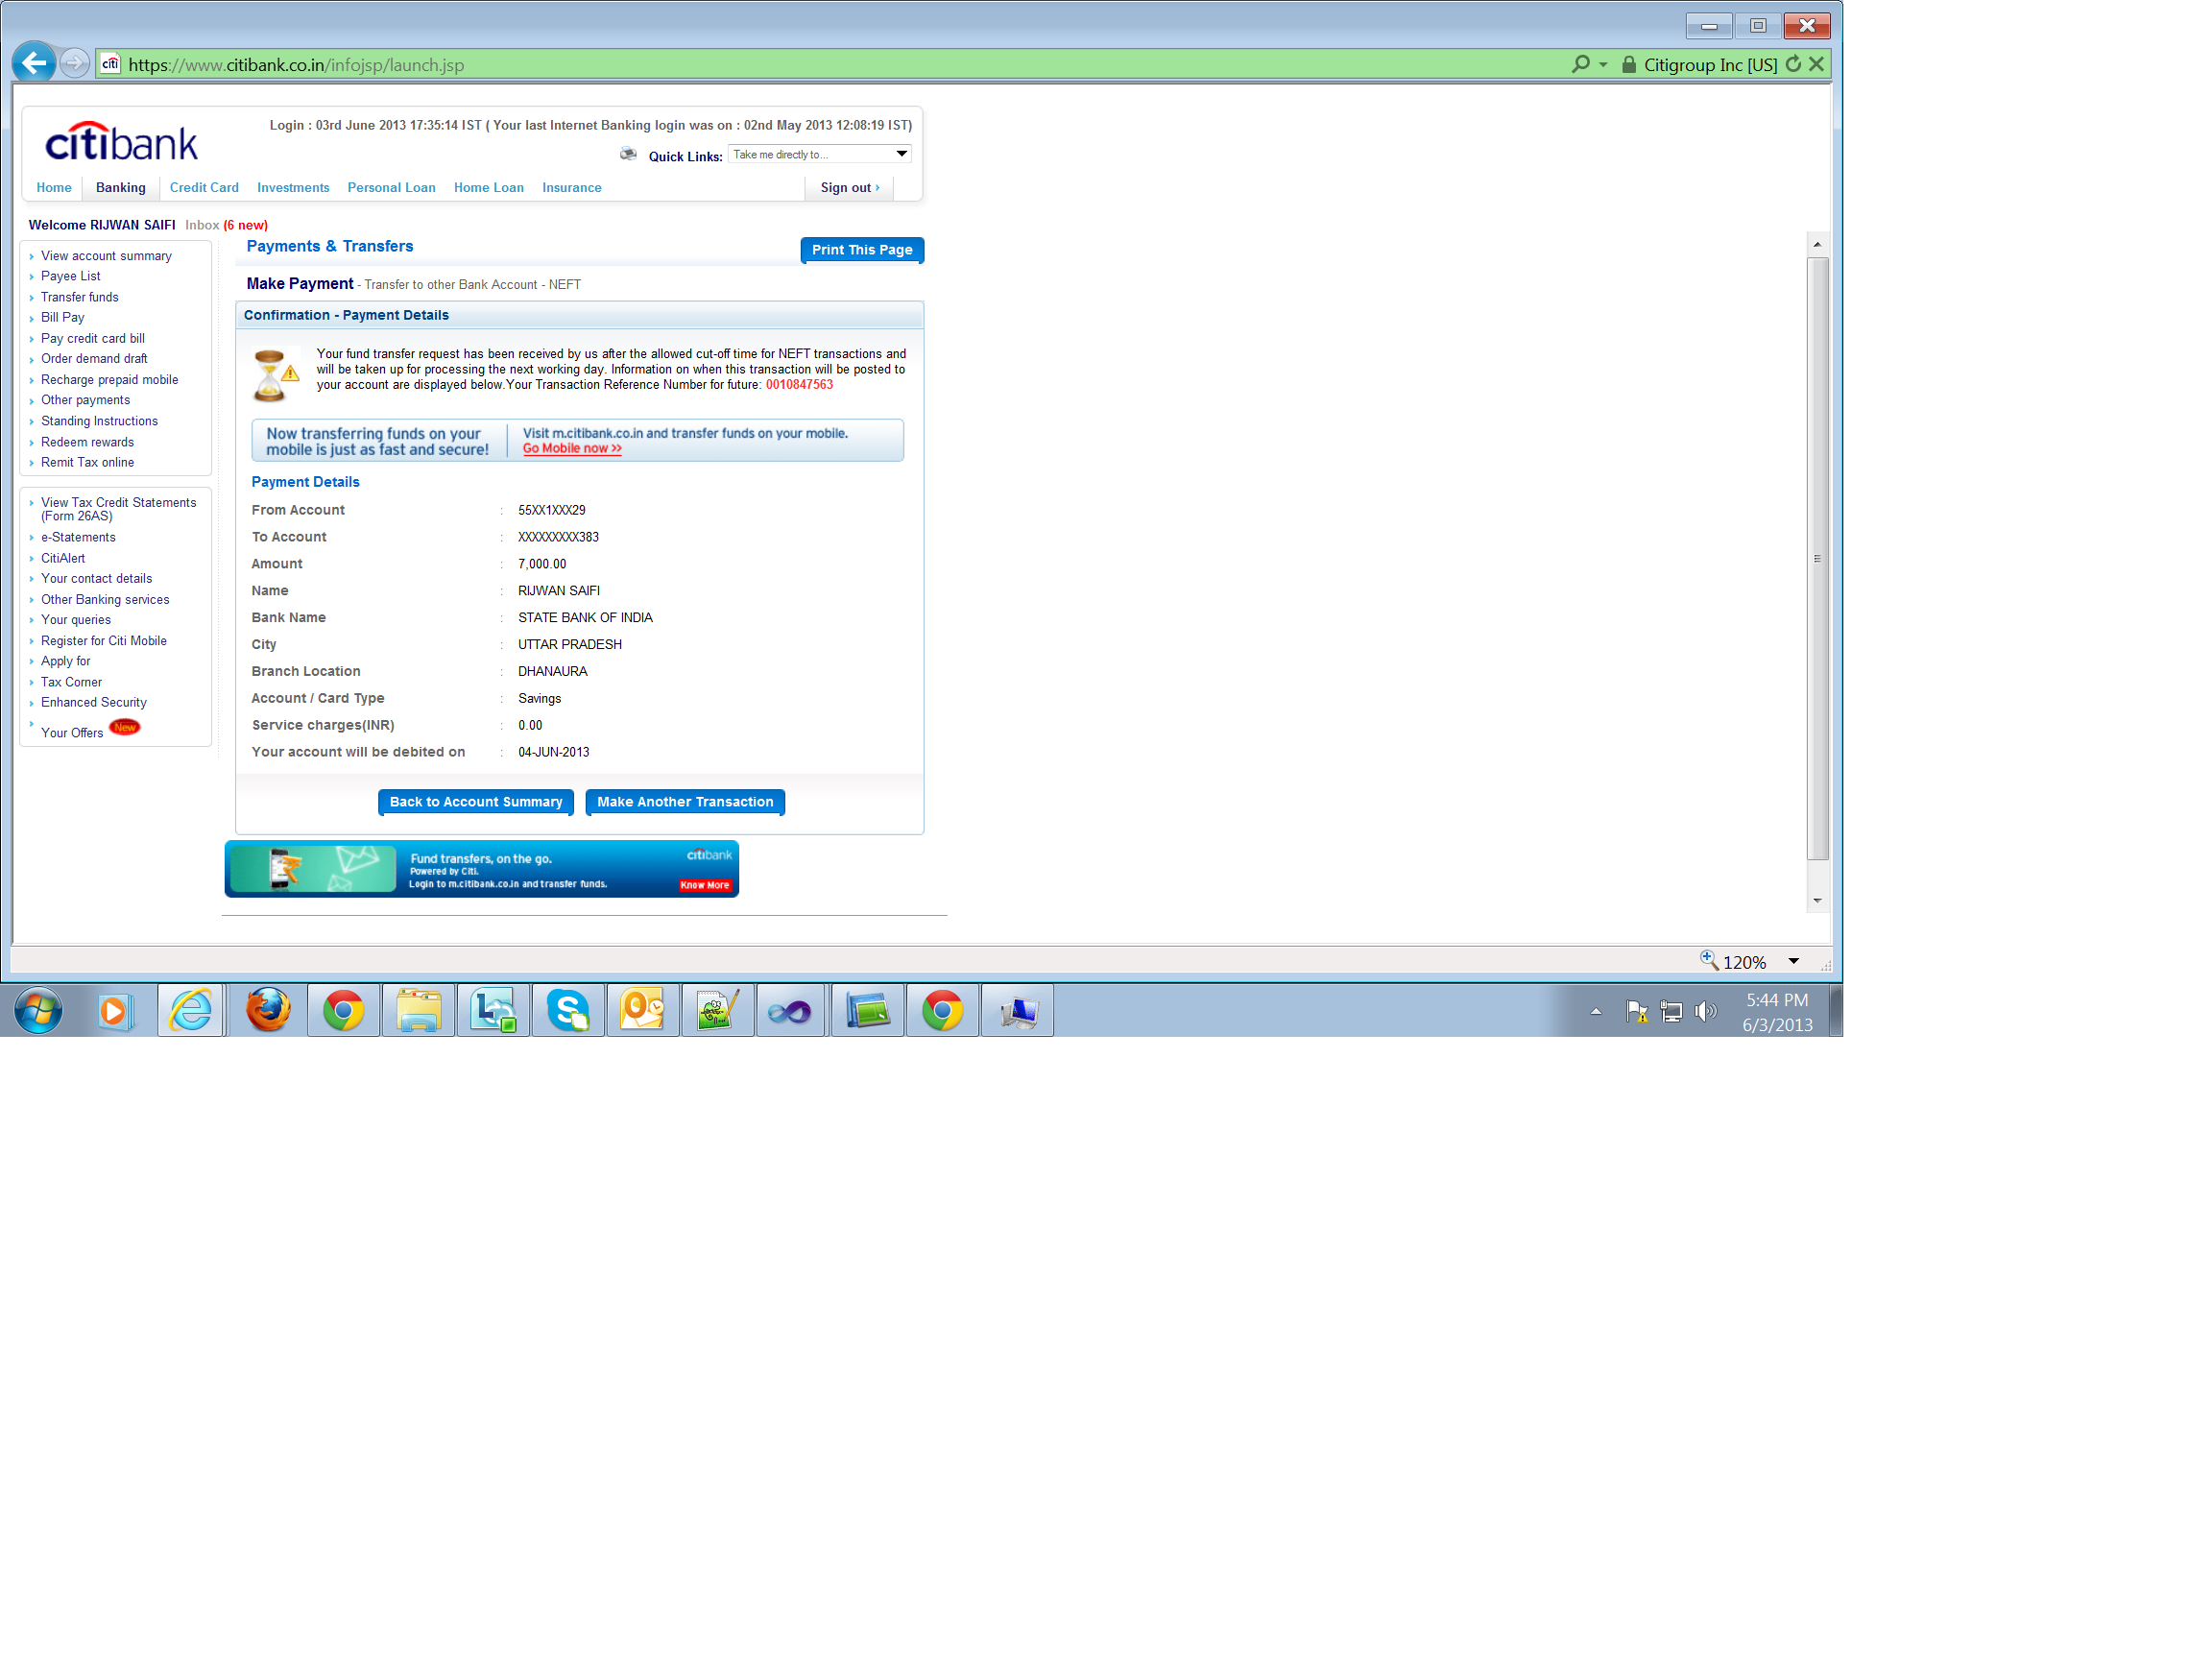 https://www.citibank.co.in/infojsp/launch.jsp
Citigroup Inc [US]
citi
citibank
Login : 03rd June 2013 17:35:14 IST ( Your last Internet Banking login was on : 02nd May 2013 12:08:19 IST)
Quick Links: Take me directly to...
Home Banking Credit Card Investments Personal Loan Home Loan Insurance Sign out
Welcome RIJWAN SAIFI Inbox (6 new)
View account summary
Payee List
Transfer funds
Bill Pay
Pay credit card bill
Order demand draft
Recharge prepaid mobile
Other payments
Standing Instructions
Redeem rewards
Remit Tax online
View Tax Credit Statements
(Form 26AS)
e-Statements
CitiAlert
Your contact details
Other Banking services
Your queries
Register for Citi Mobile
Apply for
Tax Corner
Enhanced Security
Your Offers New
Payments & Transfers
Print This Page
Make Payment - Transfer to other Bank Account - NEFT
Confirmation - Payment Details
Your fund transfer request has been received by us after the allowed cut-off time for NEFT transactions and
will be taken up for processing the next working day. Information on when this transaction will be posted to
your account are displayed below.Your Transaction Reference Number for future: 0010847563
Now transferring funds on your
mobile is just as fast and secure!
Visit m.citibank.co.in and transfer funds on your mobile.
Go Mobile now >>
Payment Details
From Account : 55XX1XXX29
To Account : XXXXXXXXX383
Amount : 7,000.00
Name : RIJWAN SAIFI
Bank Name : STATE BANK OF INDIA
City : UTTAR PRADESH
Branch Location : DHANAURA
Account / Card Type : Savings
Service charges(INR) : 0.00
Your account will be debited on : 04-JUN-2013
Back to Account Summary Make Another Transaction
Fund transfers, on the go.
Powered by Citi.
Login to m.citibank.co.in and transfer funds.
citibank
Know More
120%
5:44 PM
6/3/2013